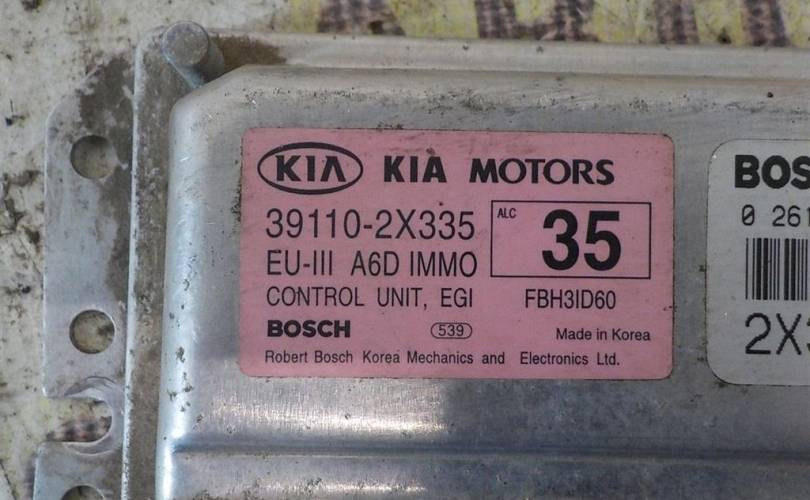 KIA KIA MOTORS
39110-2X335
ALC 35
EU-III A6D IMMO
CONTROL UNIT, EGI FBH3ID60
BOSCH 539 Made in Korea
Robert Bosch Korea Mechanics and Electronics Ltd.
BOS
0 261
2X3